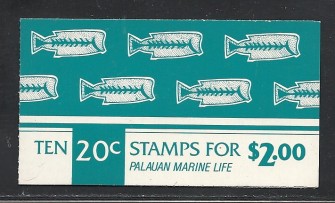 TEN 20c STAMPS FOR $2.00
PALAUAN MARINE LIFE